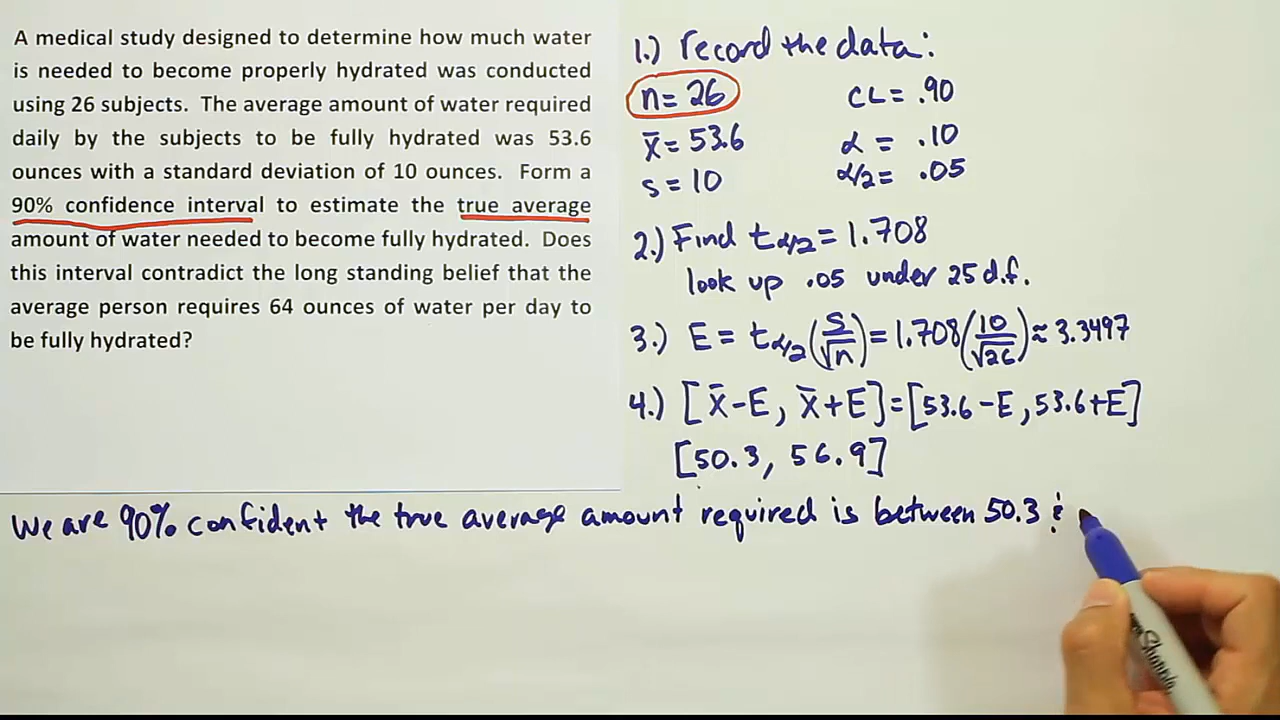 A medical study designed to determine how much water
is needed to become properly hydrated was conducted
using 26 subjects. The average amount of water required
daily by the subjects to be fully hydrated was 53.6
ounces with a standard deviation of 10 ounces. Form a
90% confidence interval to estimate the true average
amount of water needed to become fully hydrated. Does
this interval contradict the long standing belief that the
average person requires 64 ounces of water per day to
be fully hydrated?
1.) record the data:
n= 26 CL= .90
x̄= 53.6 α = .10
s = 10 α/2 = .05
2.) Find tα/2 = 1.708
look up .05 under 25 d.f.
3.) E = tα/2 (s/√n) = 1.708 (10/√26) ≈ 3.3497
4.) [x̄-E, x̄+E] = [53.6-E, 53.6+E]
[50.3, 56.9]
We are 90% confident the true average amount required is between 50.3 &
Sharpie